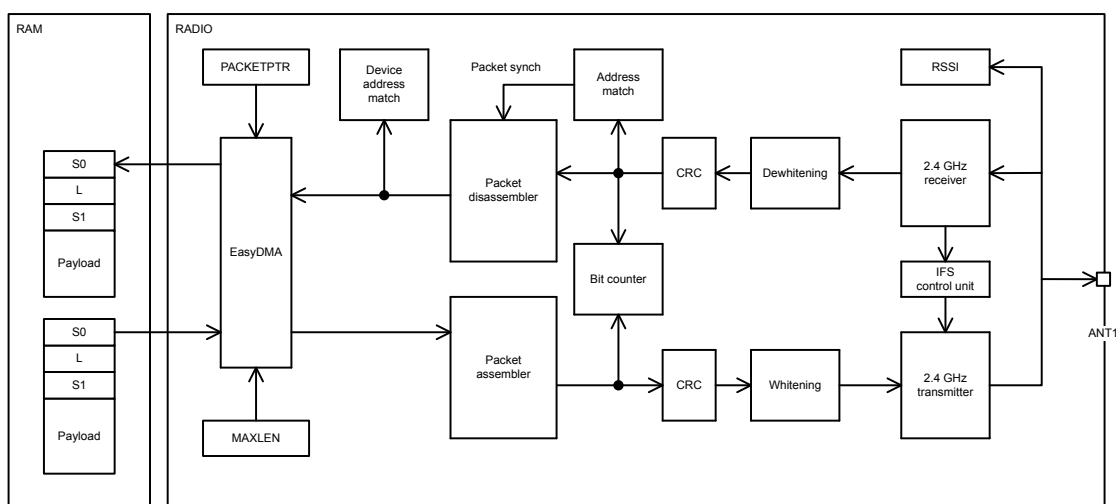 RAM
RADIO
PACKETPTR
Device
address
match
Packet synch
Address
match
RSSI
S0
L
S1
Payload
EasyDMA
Packet
disassembler
CRC
Dewhitening
2.4 GHz
receiver
Bit counter
IFS
control unit
ANT1
S0
L
S1
Payload
Packet
assembler
CRC
Whitening
2.4 GHz
transmitter
MAXLEN